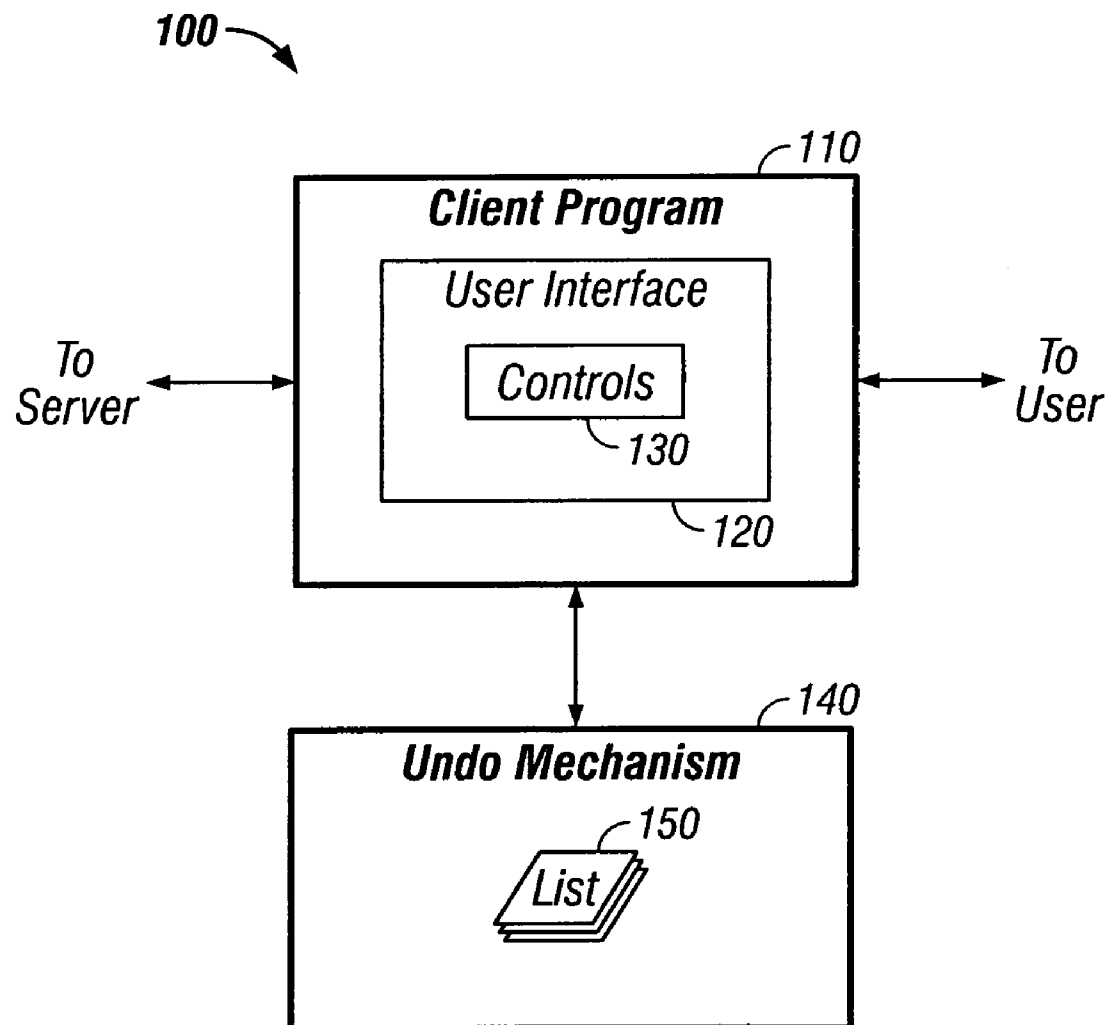 100
110
Client Program
User Interface
Controls
130
120
To
Server
To
User
140
Undo Mechanism
150
List